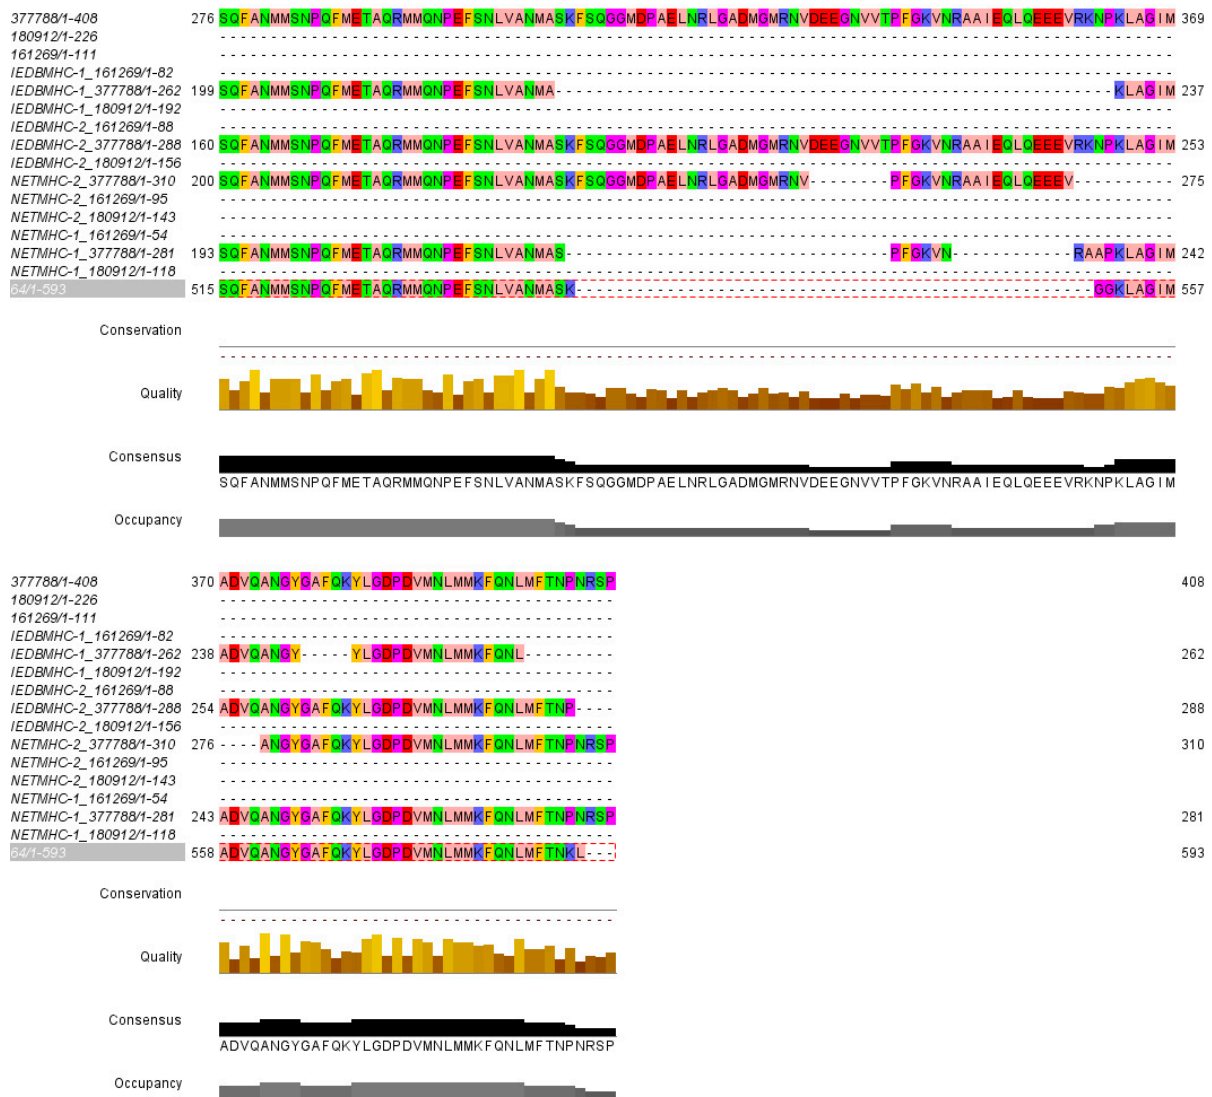 377788/1-408 276 SQFANMMSNPQFMETAQRMMQNPEFSNLVANMASKFSQGGMDPAELNRLGADMGMRNVDEEGNVVTPFGKVNRAAIEQLQEEEVRKNPKLAGIM 369
180912/1-226
161269/1-111
IEDBMHC-1_161269/1-82
IEDBMHC-1_377788/1-262 199 SQFANMMSNPQFMETAQRMMQNPEFSNLVANMA KLAGIM 237
IEDBMHC-1_180912/1-192
IEDBMHC-2_161269/1-88
IEDBMHC-2_377788/1-288 160 SQFANMMSNPQFMETAQRMMQNPEFSNLVANMASKFSQGGMDPAELNRLGADMGMRNVDEEGNVVTPFGKVNRAAIEQLQEEEVRKNPKLAGIM 253
IEDBMHC-2_180912/1-156
NETMHC-2_377788/1-310 200 SQFANMMSNPQFMETAQRMMQNPEFSNLVANMASKFSQGGMDPAELNRLGADMGMRNV PFGKVNRAAIEQLQEEEV 275
NETMHC-2_161269/1-95
NETMHC-2_180912/1-143
NETMHC-1_161269/1-54
NETMHC-1_377788/1-281 193 SQFANMMSNPQFMETAQRMMQNPEFSNLVANMAS PFGKVN RAAPKLAGIM 242
NETMHC-1_180912/1-118
64/1-593 515 SQFANMMSNPQFMETAQRMMQNPEFSNLVANMASK GGKLAGIM 557
Conservation
Quality
Consensus
SQFANMMSNPQFMETAQRMMQNPEFSNLVANMASKFSQGGMDPAELNRLGADMGMRNVDEEGNVVTPFGKVNRAAIEQLQEEEVRKNPKLAGIM
Occupancy
377788/1-408 370 ADVQANGYGAFQKYLGDPDVMNLMMKFQNLMFTNPNRSP 408
180912/1-226
161269/1-111
IEDBMHC-1_161269/1-82
IEDBMHC-1_377788/1-262 238 ADVQANGY-----YLGDPDVMNLMMKFQNL--------- 262
IEDBMHC-1_180912/1-192
IEDBMHC-2_161269/1-88
IEDBMHC-2_377788/1-288 254 ADVQANGYGAFQKYLGDPDVMNLMMKFQNLMFTNP---- 288
IEDBMHC-2_180912/1-156
NETMHC-2_377788/1-310 276 ----ANGYGAFQKYLGDPDVMNLMMKFQNLMFTNPNRSP 310
NETMHC-2_161269/1-95
NETMHC-2_180912/1-143
NETMHC-1_161269/1-54
NETMHC-1_377788/1-281 243 ADVQANGYGAFQKYLGDPDVMNLMMKFQNLMFTNPNRSP 281
NETMHC-1_180912/1-118
64/1-593 558 ADVQANGYGAFQKYLGDPDVMNLMMKFQNLMFTNKL--- 593
Conservation
Quality
Consensus
ADVQANGYGAFQKYLGDPDVMNLMMKFQNLMFTNPNRSP
Occupancy